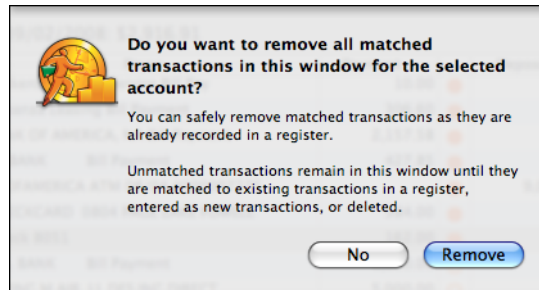 Do you want to remove all matched
transactions in this window for the selected
account?
You can safely remove matched transactions as they are
already recorded in a register.
Unmatched transactions remain in this window until they
are matched to existing transactions in a register,
entered as new transactions, or deleted.
No Remove